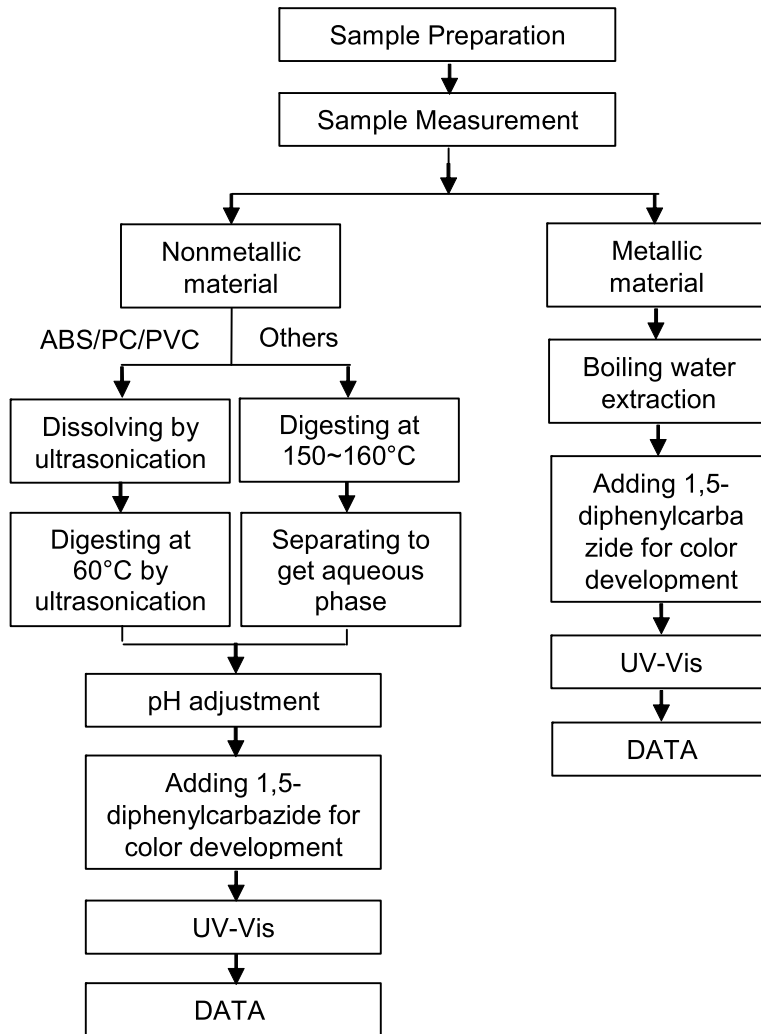 Sample Preparation
Sample Measurement
Nonmetallic
material
ABS/PC/PVC
Others
Dissolving by
ultrasonication
Digesting at
150~160°C
Digesting at
60°C by
ultrasonication
Separating to
get aqueous
phase
pH adjustment
Adding 1,5-
diphenylcarbazide for
color development
UV-Vis
DATA
Metallic
material
Boiling water
extraction
Adding 1,5-
diphenylcarba
zide for color
development
UV-Vis
DATA